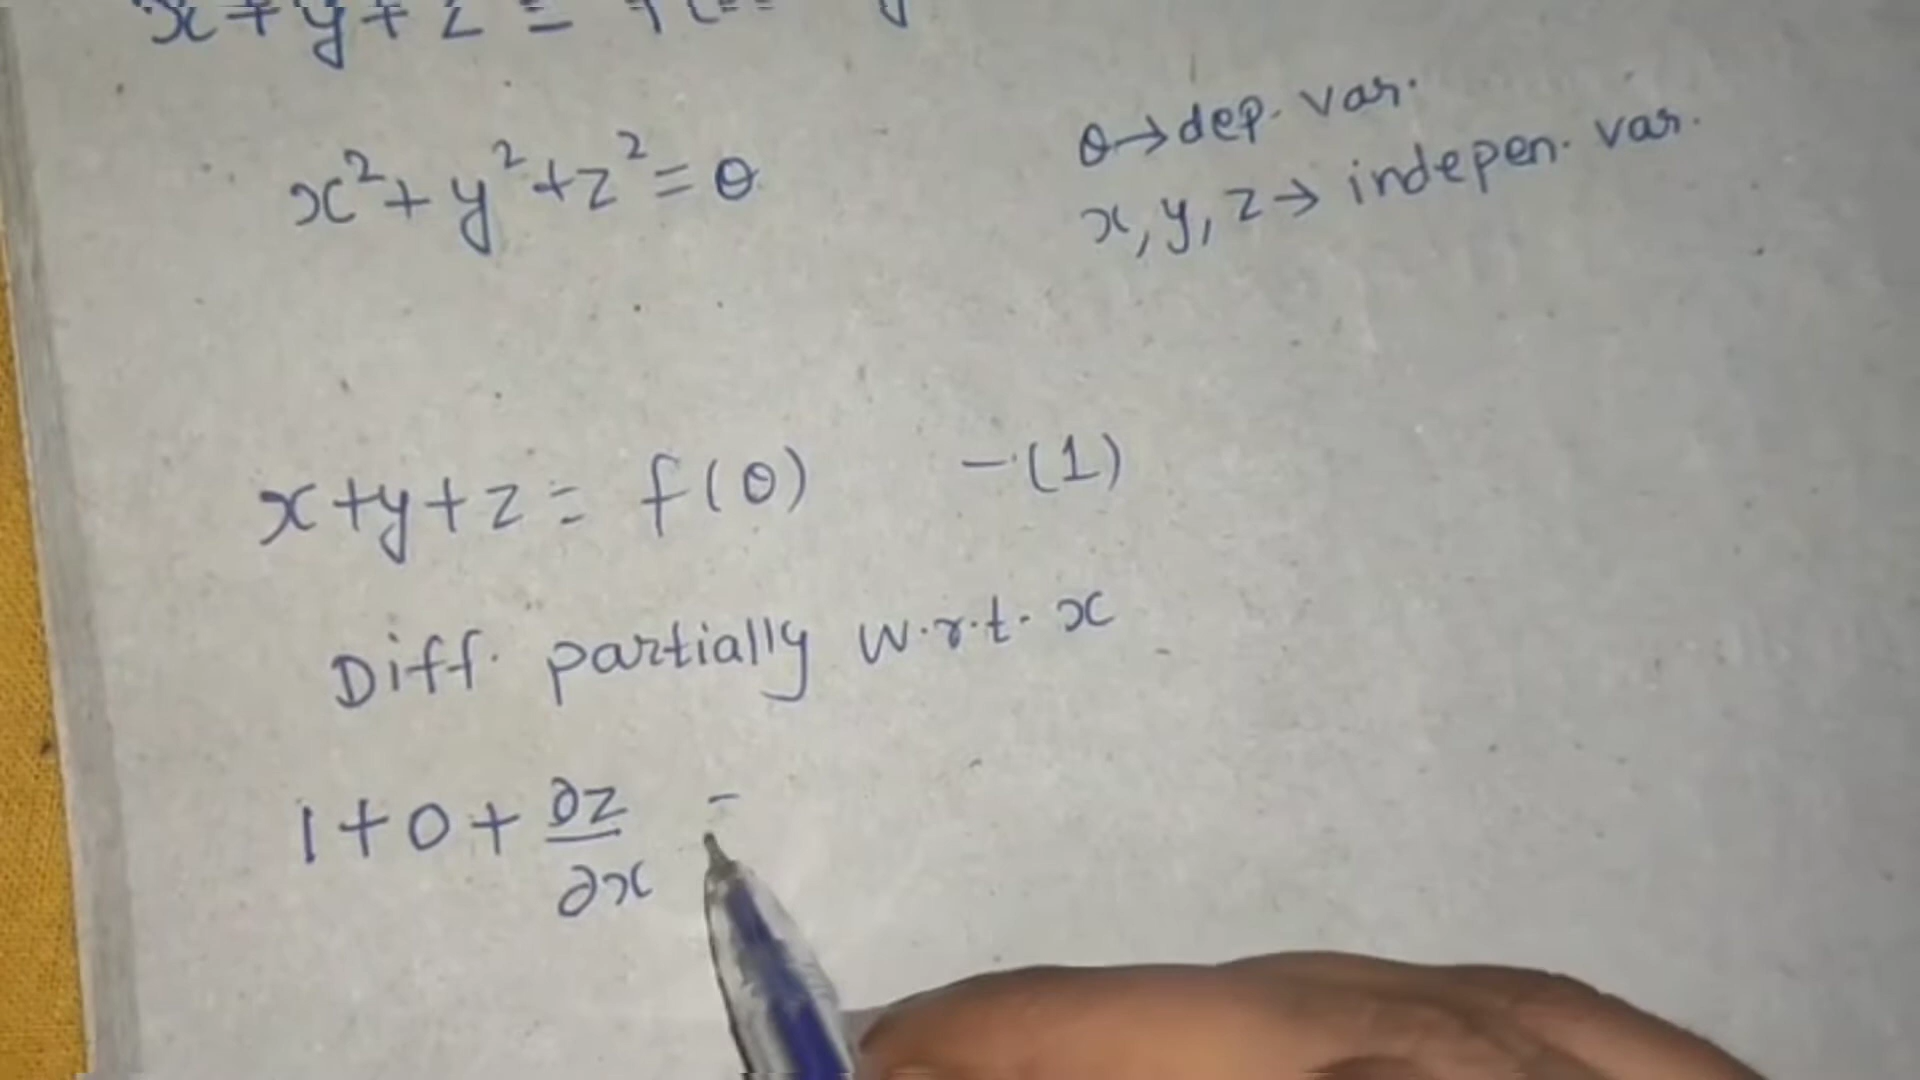 x + y + z =
x² + y² + z² = θ
θ → dep. var.
x, y, z → indepen. var.
x + y + z = f(θ) - (1)
Diff. partially w.r.t. x
1 + 0 + ∂z/∂x =